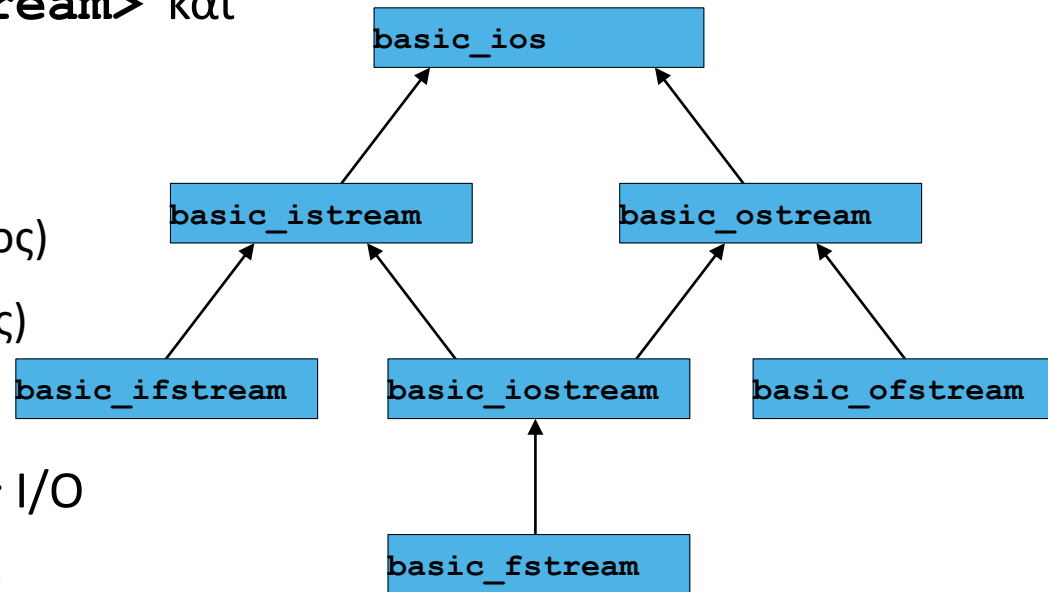 ream> και
basic_ios
basic_istream basic_ostream
ος)
ς)
basic_ifstream basic_iostream basic_ofstream
I/O
basic_fstream